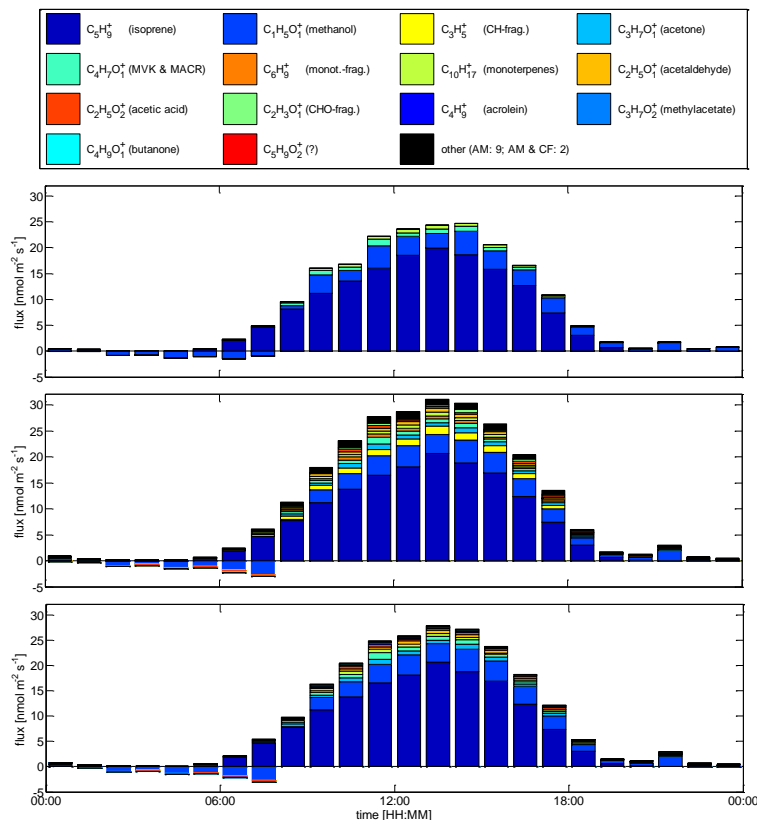 C5H9+ (isoprene) C1H5O1+ (methanol) C3H5+ (CH-frag.) C3H7O1+ (acetone)
C4H7O1+ (MVK & MACR) C6H9+ (monot.-frag.) C10H17+ (monoterpenes) C2H5O1+ (acetaldehyde)
C2H5O2+ (acetic acid) C2H3O1+ (CHO-frag.) C4H9+ (acrolein) C3H7O2+ (methylacetate)
C4H9O1+ (butanone) C5H9O2+ (?) other (AM: 9; AM & CF: 2)
30
25
20
15
10
5
0
-5
flux [nmol m-2 s-1]
30
25
20
15
10
5
0
-5
flux [nmol m-2 s-1]
30
25
20
15
10
5
0
-5
flux [nmol m-2 s-1]
00:00 06:00 12:00 18:00 00:00
time [HH:MM]